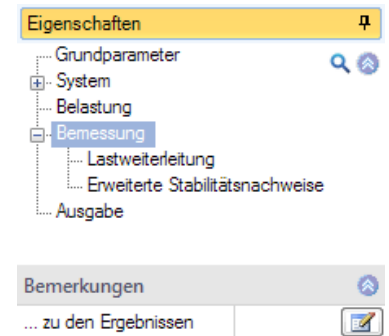 Eigenschaften
Grundparameter
System
Belastung
Bemessung
Lastweiterleitung
Erweiterte Stabilitätsnachweise
Ausgabe
Bemerkungen
... zu den Ergebnissen